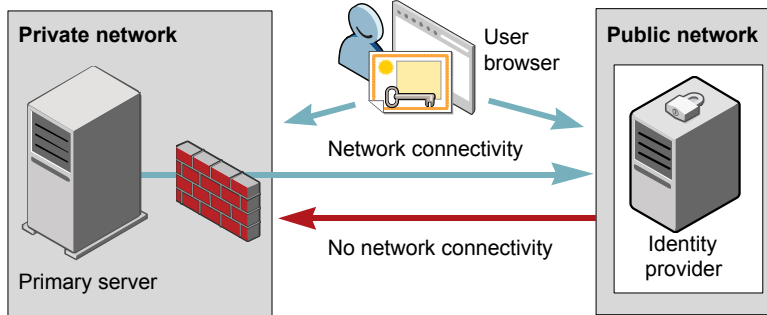 Private network
User
browser
Public network
Network connectivity
No network connectivity
Primary server
Identity
provider